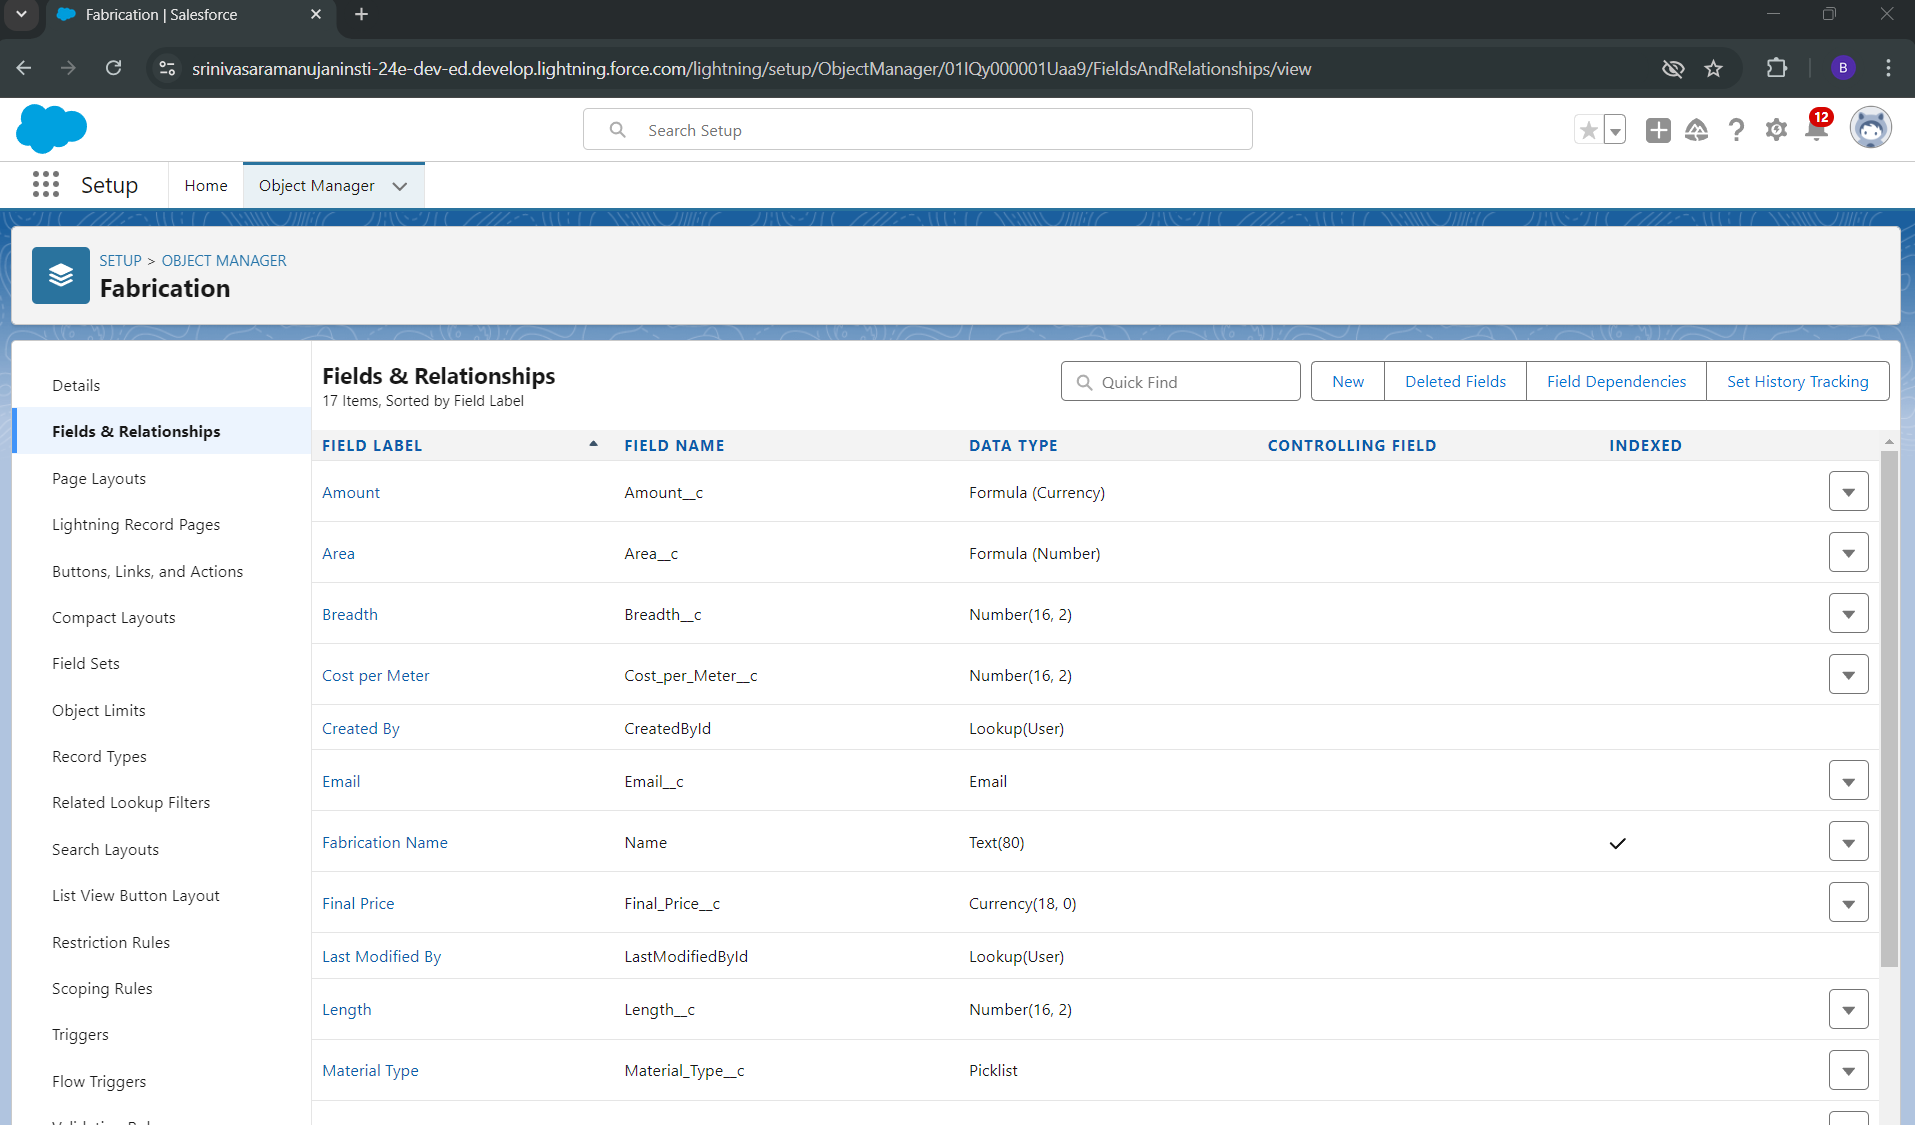 Fabrication | Salesforce
srinivasaramanujaninsti-24e-dev-ed.develop.lightning.force.com/lightning/setup/ObjectManager/01IQy000001Uaa9/FieldsAndRelationships/view
B
Search Setup
12
Setup
Home
Object Manager
SETUP > OBJECT MANAGER
Fabrication
Details
Fields & Relationships
Page Layouts
Lightning Record Pages
Buttons, Links, and Actions
Compact Layouts
Field Sets
Object Limits
Record Types
Related Lookup Filters
Search Layouts
List View Button Layout
Restriction Rules
Scoping Rules
Triggers
Flow Triggers
Fields & Relationships
17 Items, Sorted by Field Label
Quick Find
New
Deleted Fields
Field Dependencies
Set History Tracking
FIELD LABEL FIELD NAME DATA TYPE CONTROLLING FIELD INDEXED
Amount Amount__c Formula (Currency)
Area Area__c Formula (Number)
Breadth Breadth__c Number(16, 2)
Cost per Meter Cost_per_Meter__c Number(16, 2)
Created By CreatedById Lookup(User)
Email Email__c Email
Fabrication Name Name Text(80)
Final Price Final_Price__c Currency(18, 0)
Last Modified By LastModifiedById Lookup(User)
Length Length__c Number(16, 2)
Material Type Material_Type__c Picklist